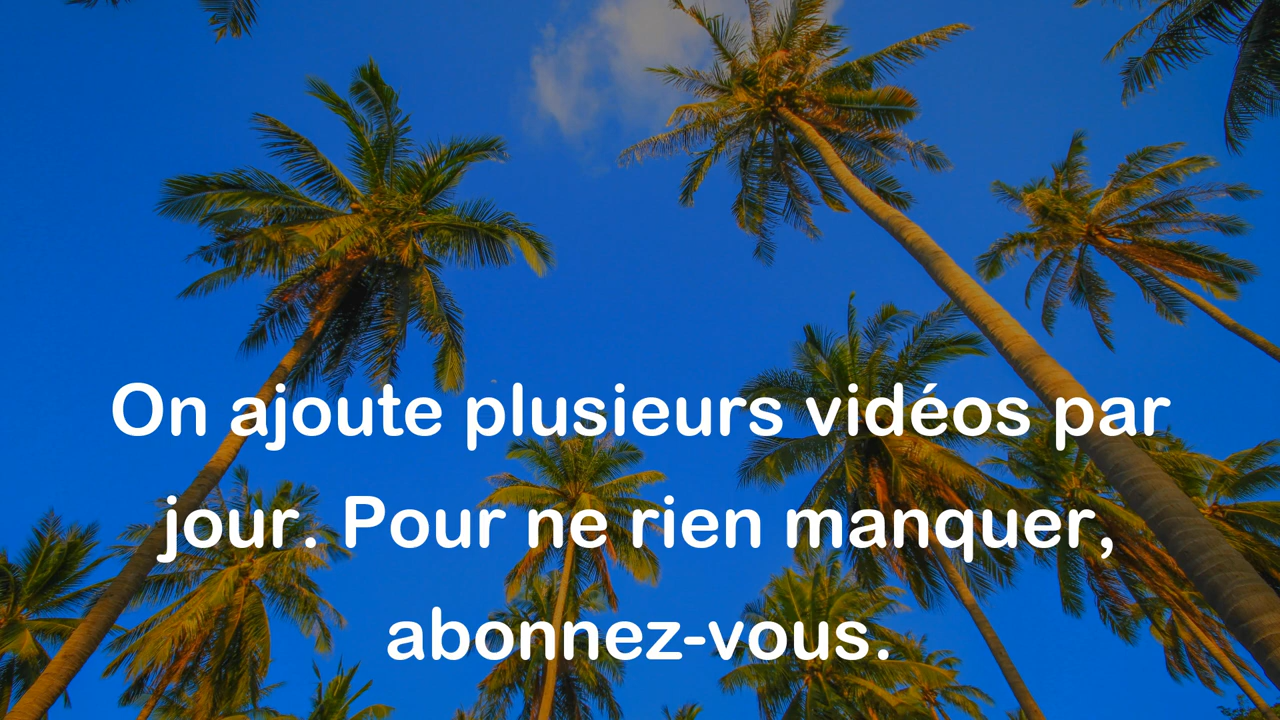 On ajoute plusieurs vidéos par
jour. Pour ne rien manquer,
abonnez-vous.